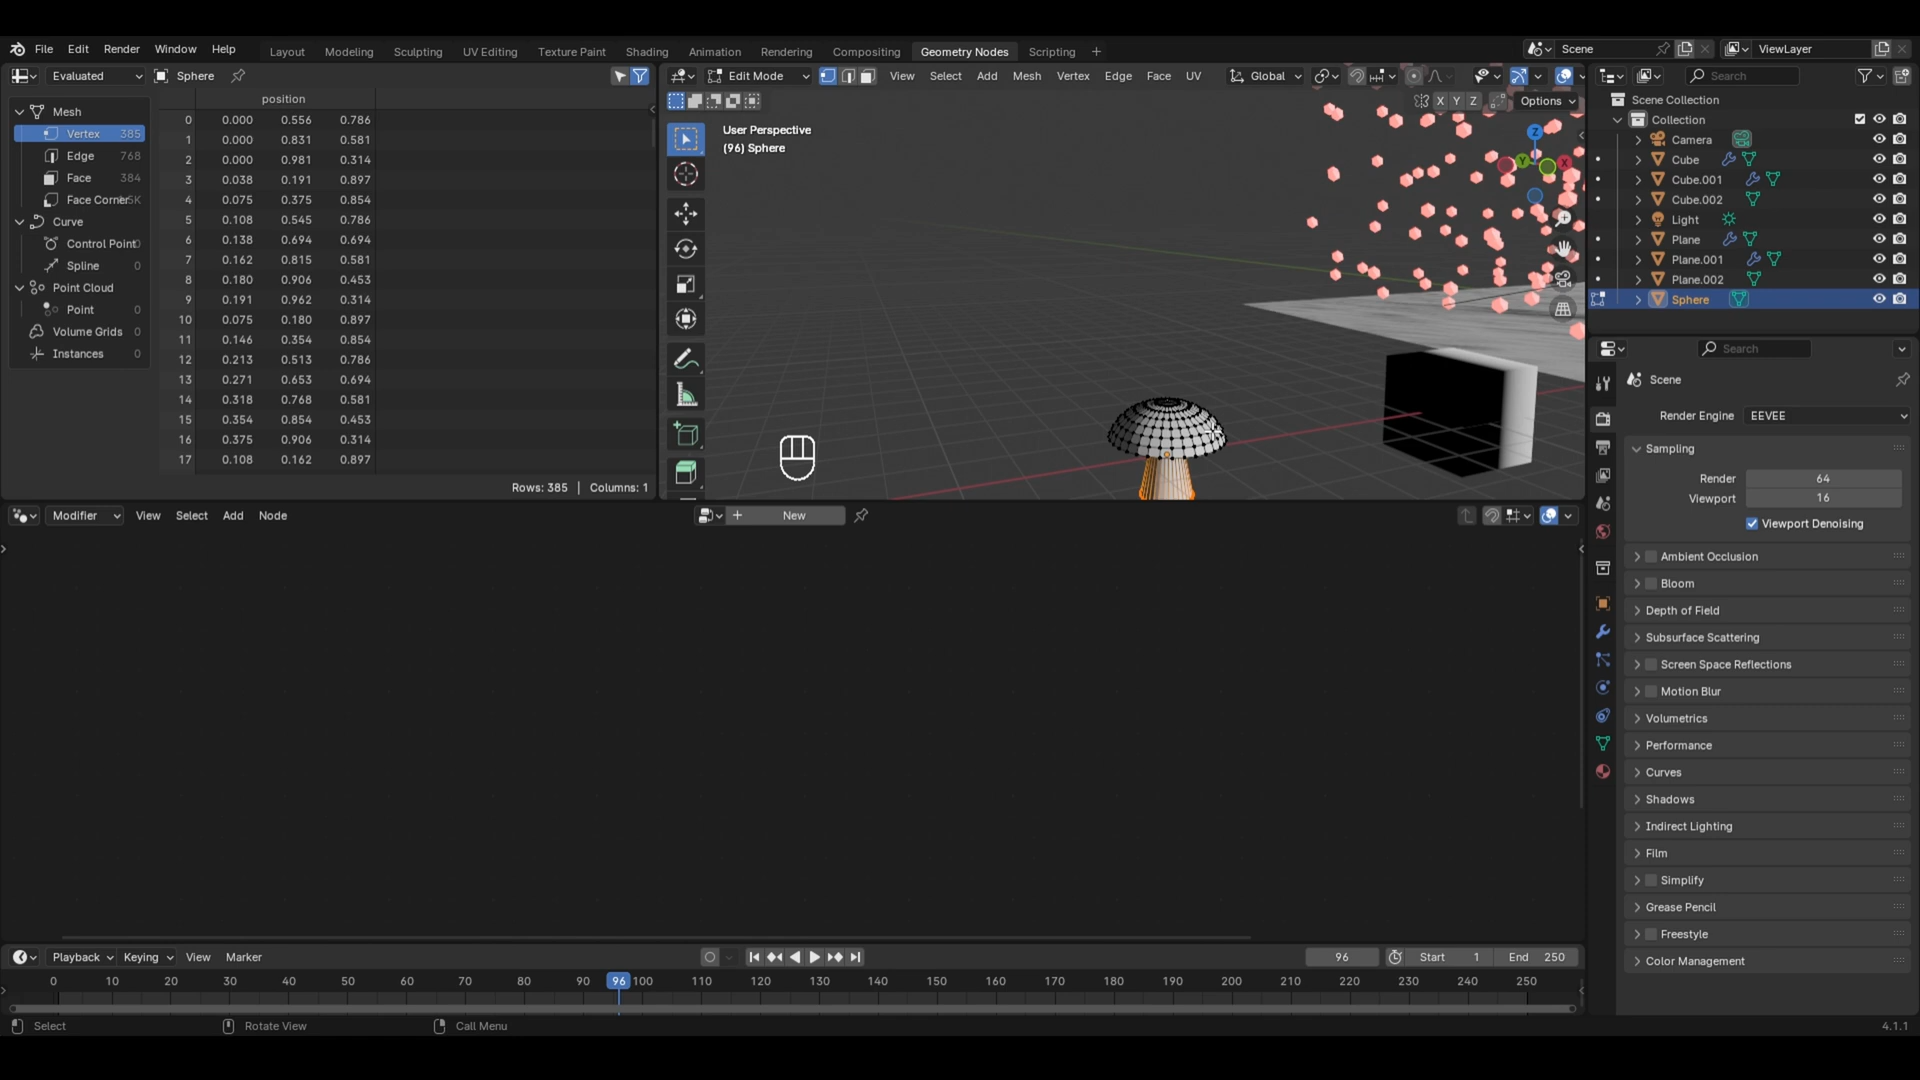 File Edit Render Window Help Layout Modeling Sculpting UV Editing Texture Paint Shading Animation Rendering Compositing Geometry Nodes Scripting Scene ViewLayer
Evaluated Sphere
position
Mesh
Vertex 385
Edge 768
Face 384
Face Corner
Curve
Control Point
Spline 0
Point Cloud
Point 0
Volume Grids 0
Instances 0
0 0.000 0.556 0.786
1 0.000 0.831 0.581
2 0.000 0.981 0.314
3 0.038 0.191 0.897
4 0.075 0.375 0.854
5 0.108 0.545 0.786
6 0.138 0.694 0.694
7 0.162 0.815 0.581
8 0.180 0.906 0.453
9 0.191 0.962 0.314
10 0.075 0.180 0.897
11 0.146 0.354 0.854
12 0.213 0.513 0.786
13 0.271 0.653 0.694
14 0.318 0.768 0.581
15 0.354 0.854 0.453
16 0.375 0.906 0.314
17 0.108 0.162 0.897
Rows: 385 | Columns: 1
Edit Mode View Select Add Mesh Vertex Edge Face UV Global
X Y Z Options
User Perspective
(96) Sphere
Z
Y X
Search
Scene Collection
Collection
Camera
Cube
Cube.001
Cube.002
Light
Plane
Plane.001
Plane.002
Sphere
Search
Scene
Render Engine EEVEE
Sampling
Render 64
Viewport 16
Viewport Denoising
Ambient Occlusion
Bloom
Depth of Field
Subsurface Scattering
Screen Space Reflections
Motion Blur
Volumetrics
Performance
Curves
Shadows
Indirect Lighting
Film
Simplify
Grease Pencil
Freestyle
Color Management
Modifier View Select Add Node New
Playback Keying View Marker 96 Start 1 End 250
0 10 20 30 40 50 60 70 80 90 96 100 110 120 130 140 150 160 170 180 190 200 210 220 230 240 250
Select Rotate View Call Menu 4.1.1